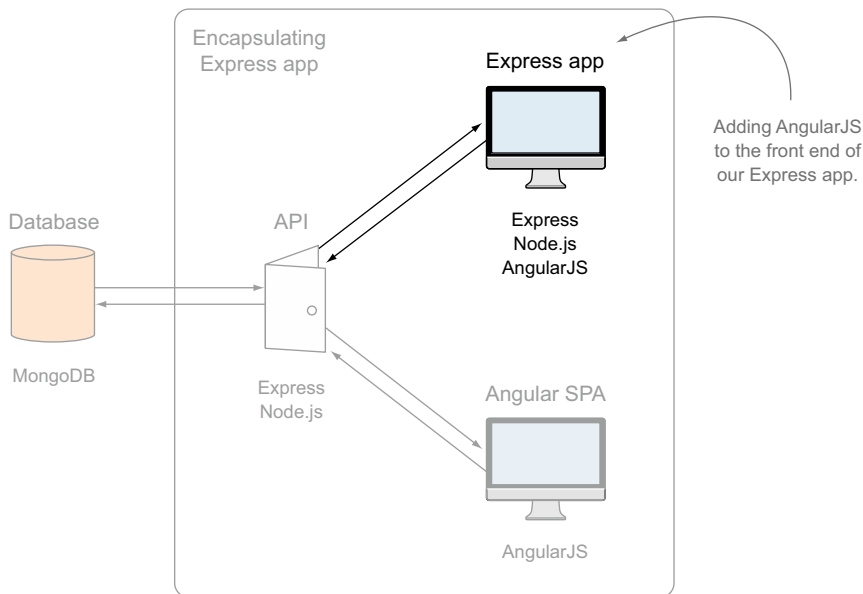 Encapsulating
Express app
Express app
Adding AngularJS
to the front end of
our Express app.
Express
Node.js
AngularJS
API
Database
MongoDB
Express
Node.js
Angular SPA
AngularJS